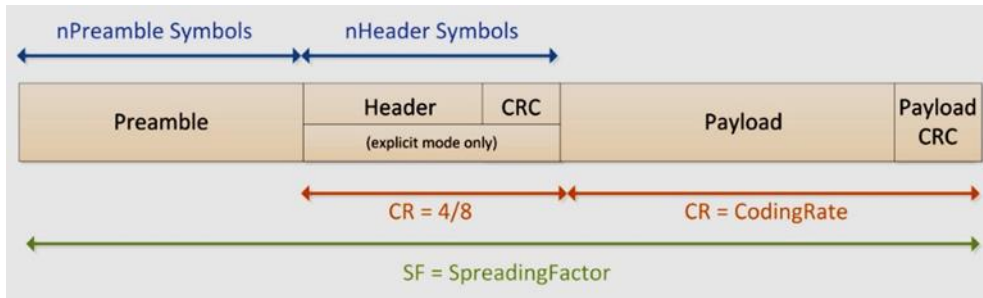 nPreamble Symbols
nHeader Symbols
Preamble
Header
CRC
(explicit mode only)
Payload
Payload
CRC
CR = 4/8
CR = CodingRate
SF = SpreadingFactor